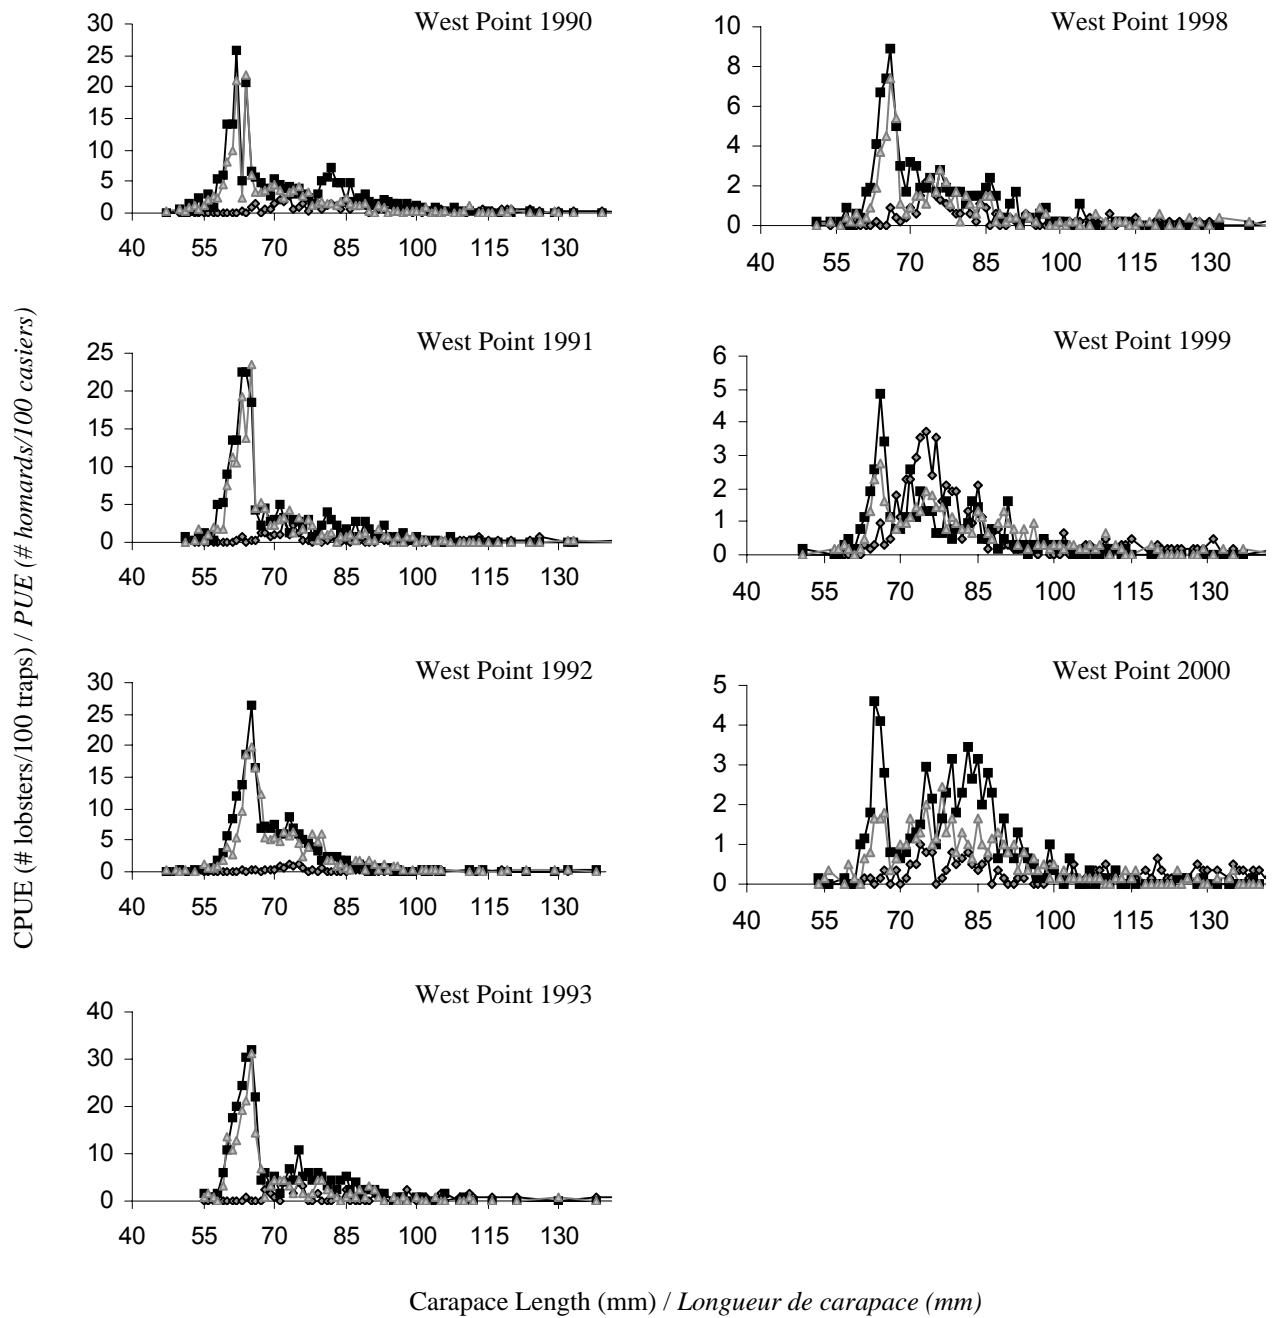 West Point 1990
30
25
20
15
10
5
0
40 55 70 85 100 115 130
West Point 1991
25
20
15
10
5
0
40 55 70 85 100 115 130
West Point 1992
30
25
20
15
10
5
0
40 55 70 85 100 115 130
West Point 1993
40
30
20
10
0
40 55 70 85 100 115 130
West Point 1998
10
8
6
4
2
0
40 55 70 85 100 115 130
West Point 1999
6
5
4
3
2
1
0
40 55 70 85 100 115 130
West Point 2000
5
4
3
2
1
0
40 55 70 85 100 115 130
CPUE (# lobsters/100 traps) / PUE (# homards/100 casiers)
Carapace Length (mm) / Longueur de carapace (mm)